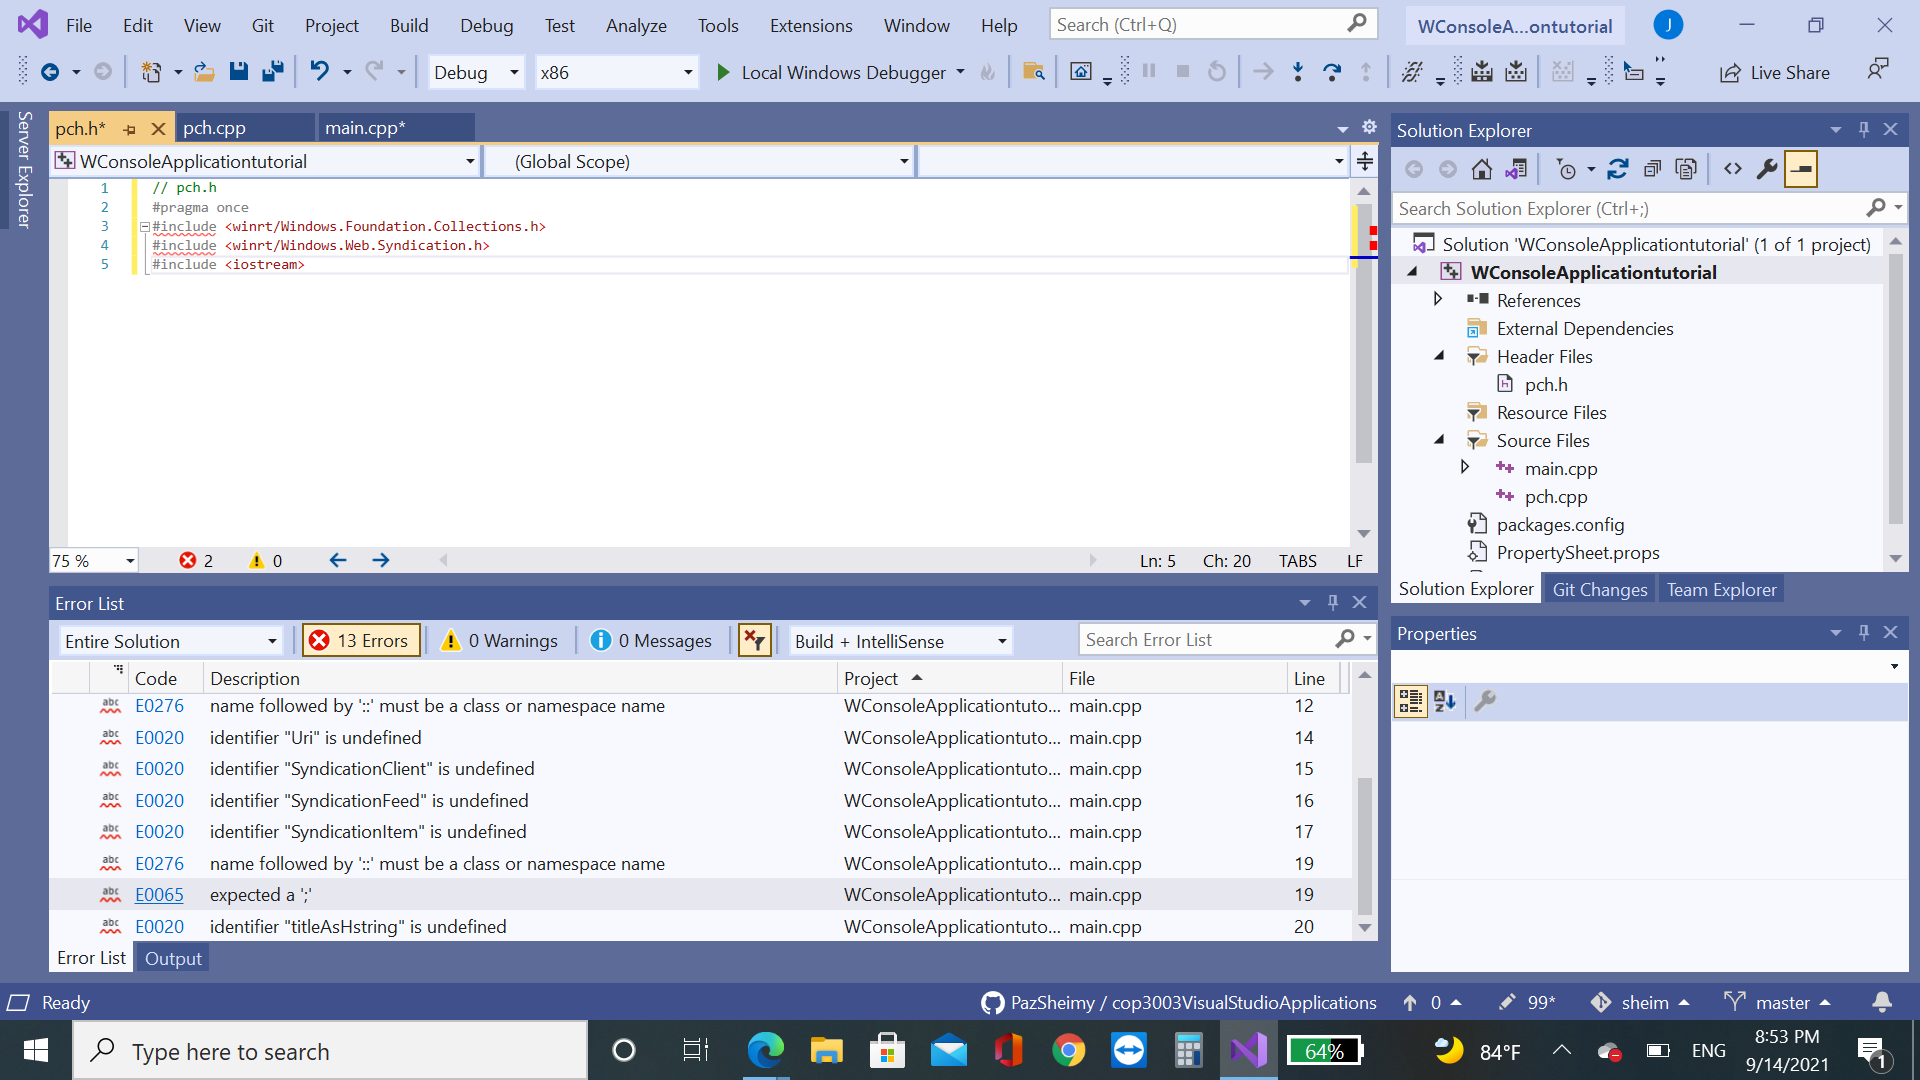 File Edit View Git Project Build Debug Test Analyze Tools Extensions Window Help Search (Ctrl+Q) WConsoleA...ontutorial J
Debug x86 Local Windows Debugger Live Share
Server Explorer
pch.h* pch.cpp main.cpp*
WConsoleApplicationtutorial (Global Scope)
1 // pch.h
2 #pragma once
3 #include <winrt/Windows.Foundation.Collections.h>
4 #include <winrt/Windows.Web.Syndication.h>
5 #include <iostream>
75 % 2 0 Ln: 5 Ch: 20 TABS LF
Error List
Entire Solution 13 Errors 0 Warnings 0 Messages Build + IntelliSense Search Error List
Code Description Project File Line
abc E0276 name followed by '::' must be a class or namespace name WConsoleApplicationtuto... main.cpp 12
abc E0020 identifier "Uri" is undefined WConsoleApplicationtuto... main.cpp 14
abc E0020 identifier "SyndicationClient" is undefined WConsoleApplicationtuto... main.cpp 15
abc E0020 identifier "SyndicationFeed" is undefined WConsoleApplicationtuto... main.cpp 16
abc E0020 identifier "SyndicationItem" is undefined WConsoleApplicationtuto... main.cpp 17
abc E0276 name followed by '::' must be a class or namespace name WConsoleApplicationtuto... main.cpp 19
abc E0065 expected a ';' WConsoleApplicationtuto... main.cpp 19
abc E0020 identifier "titleAsHstring" is undefined WConsoleApplicationtuto... main.cpp 20
Error List Output
Solution Explorer
Search Solution Explorer (Ctrl+;)
Solution 'WConsoleApplicationtutorial' (1 of 1 project)
WConsoleApplicationtutorial
References
External Dependencies
Header Files
pch.h
Resource Files
Source Files
main.cpp
pch.cpp
packages.config
PropertySheet.props
Solution Explorer Git Changes Team Explorer
Properties
Ready PazSheimy / cop3003VisualStudioApplications 0 99* sheim master
Type here to search 64% 84°F ENG 8:53 PM
9/14/2021 1